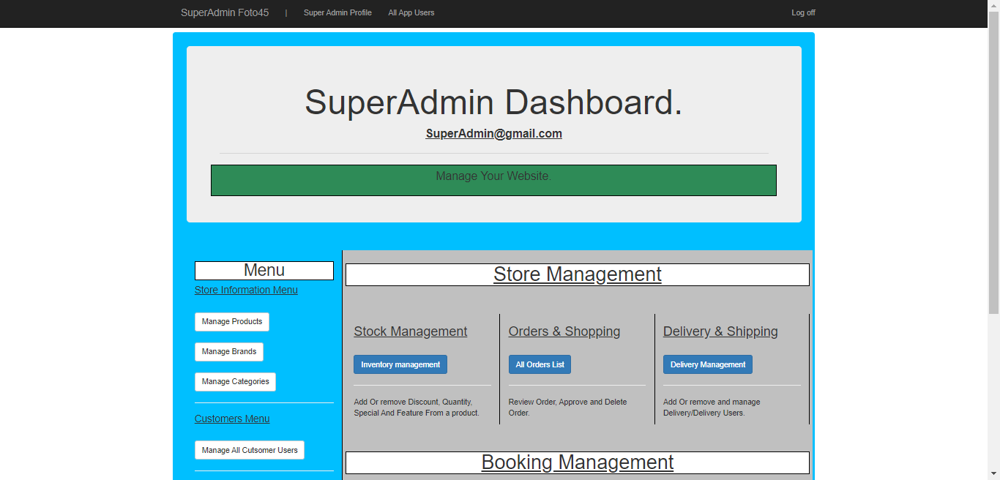 SuperAdmin Foto45 | Super Admin Profile All App Users Log off
SuperAdmin Dashboard.
SuperAdmin@gmail.com
Manage Your Website.
Menu
Store Information Menu
Manage Products
Manage Brands
Manage Categories
Customers Menu
Manage All Cutsomer Users
Store Management
Stock Management
Inventory management
Add Or remove Discount, Quantity,
Special And Feature From a product.
Orders & Shopping
All Orders List
Review Order, Approve and Delete
Order.
Delivery & Shipping
Delivery Management
Add Or remove and manage
Delivery/Delivery Users.
Booking Management